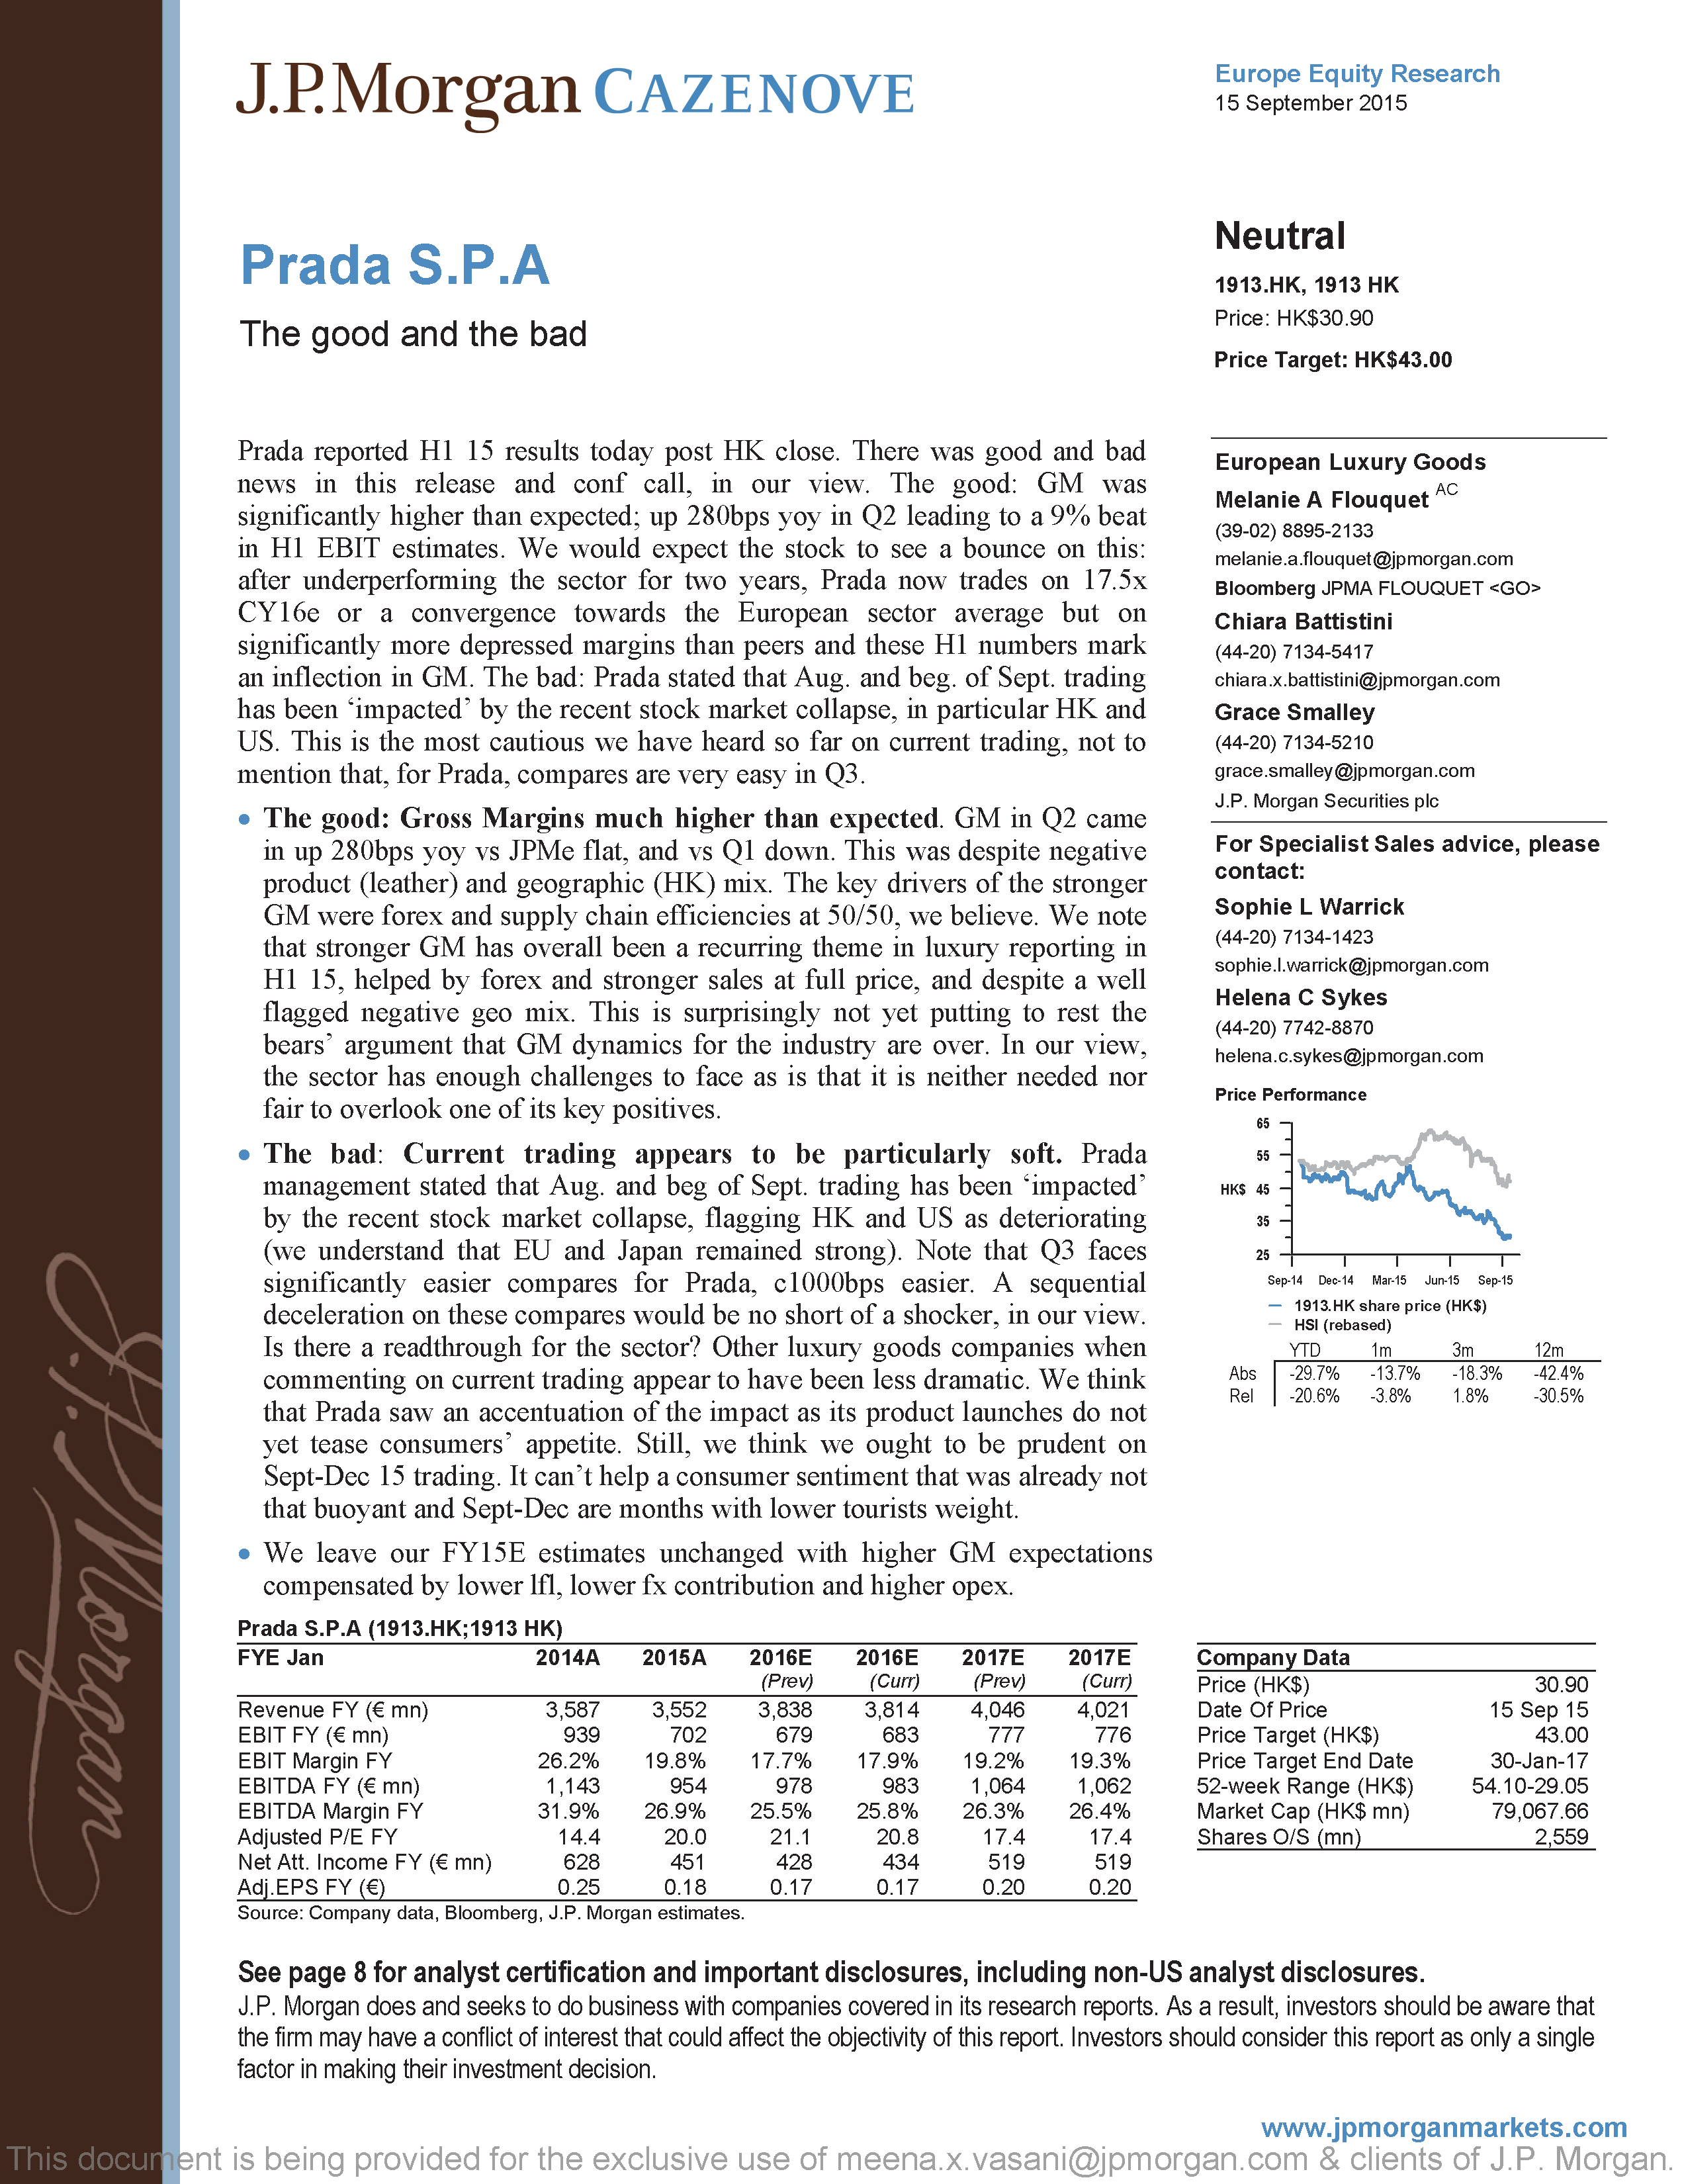 J.P.Morgan CAZENOVE
Europe Equity Research
15 September 2015
Prada S.P.A
The good and the bad
Neutral
1913.HK, 1913 HK
Price: HK$30.90
Price Target: HK$43.00
Prada reported H1 15 results today post HK close. There was good and bad
news in this release and conf call, in our view. The good: GM was
significantly higher than expected; up 280bps yoy in Q2 leading to a 9% beat
in H1 EBIT estimates. We would expect the stock to see a bounce on this:
after underperforming the sector for two years, Prada now trades on 17.5x
CY16e or a convergence towards the European sector average but on
significantly more depressed margins than peers and these H1 numbers mark
an inflection in GM. The bad: Prada stated that Aug. and beg. of Sept. trading
has been ‘impacted’ by the recent stock market collapse, in particular HK and
US. This is the most cautious we have heard so far on current trading, not to
mention that, for Prada, compares are very easy in Q3.
• The good: Gross Margins much higher than expected. GM in Q2 came
in up 280bps yoy vs JPMe flat, and vs Q1 down. This was despite negative
product (leather) and geographic (HK) mix. The key drivers of the stronger
GM were forex and supply chain efficiencies at 50/50, we believe. We note
that stronger GM has overall been a recurring theme in luxury reporting in
H1 15, helped by forex and stronger sales at full price, and despite a well
flagged negative geo mix. This is surprisingly not yet putting to rest the
bears’ argument that GM dynamics for the industry are over. In our view,
the sector has enough challenges to face as is that it is neither needed nor
fair to overlook one of its key positives.
• The bad: Current trading appears to be particularly soft. Prada
management stated that Aug. and beg of Sept. trading has been ‘impacted’
by the recent stock market collapse, flagging HK and US as deteriorating
(we understand that EU and Japan remained strong). Note that Q3 faces
significantly easier compares for Prada, c1000bps easier. A sequential
deceleration on these compares would be no short of a shocker, in our view.
Is there a readthrough for the sector? Other luxury goods companies when
commenting on current trading appear to have been less dramatic. We think
that Prada saw an accentuation of the impact as its product launches do not
yet tease consumers’ appetite. Still, we think we ought to be prudent on
Sept-Dec 15 trading. It can’t help a consumer sentiment that was already not
that buoyant and Sept-Dec are months with lower tourists weight.
• We leave our FY15E estimates unchanged with higher GM expectations
compensated by lower lfl, lower fx contribution and higher opex.
European Luxury Goods
Melanie A Flouquet AC
(39-02) 8895-2133
melanie.a.flouquet@jpmorgan.com
Bloomberg JPMA FLOUQUET <GO>
Chiara Battistini
(44-20) 7134-5417
chiara.x.battistini@jpmorgan.com
Grace Smalley
(44-20) 7134-5210
grace.smalley@jpmorgan.com
J.P. Morgan Securities plc
For Specialist Sales advice, please
contact:
Sophie L Warrick
(44-20) 7134-1423
sophie.l.warrick@jpmorgan.com
Helena C Sykes
(44-20) 7742-8870
helena.c.sykes@jpmorgan.com
Price Performance
65
55
HK$ 45
35
25
Sep-14 Dec-14 Mar-15 Jun-15 Sep-15
1913.HK share price (HK$)
HSI (rebased)
YTD 1m 3m 12m
Abs -29.7% -13.7% -18.3% -42.4%
Rel -20.6% -3.8% 1.8% -30.5%
Prada S.P.A (1913.HK;1913 HK)
FYE Jan 2014A 2015A 2016E 2016E 2017E 2017E
(Prev) (Curr) (Prev) (Curr)
Revenue FY (€ mn) 3,587 3,552 3,838 3,814 4,046 4,021
EBIT FY (€ mn) 939 702 679 683 777 776
EBIT Margin FY 26.2% 19.8% 17.7% 17.9% 19.2% 19.3%
EBITDA FY (€ mn) 1,143 954 978 983 1,064 1,062
EBITDA Margin FY 31.9% 26.9% 25.5% 25.8% 26.3% 26.4%
Adjusted P/E FY 14.4 20.0 21.1 20.8 17.4 17.4
Net Att. Income FY (€ mn) 628 451 428 434 519 519
Adj.EPS FY (€) 0.25 0.18 0.17 0.17 0.20 0.20
Source: Company data, Bloomberg, J.P. Morgan estimates.
Company Data
Price (HK$) 30.90
Date Of Price 15 Sep 15
Price Target (HK$) 43.00
Price Target End Date 30-Jan-17
52-week Range (HK$) 54.10-29.05
Market Cap (HK$ mn) 79,067.66
Shares O/S (mn) 2,559
See page 8 for analyst certification and important disclosures, including non-US analyst disclosures.
J.P. Morgan does and seeks to do business with companies covered in its research reports. As a result, investors should be aware that
the firm may have a conflict of interest that could affect the objectivity of this report. Investors should consider this report as only a single
factor in making their investment decision.
www.jpmorganmarkets.com
This document is being provided for the exclusive use of meena.x.vasani@jpmorgan.com & clients of J.P. Morgan.
J.P. Morgan